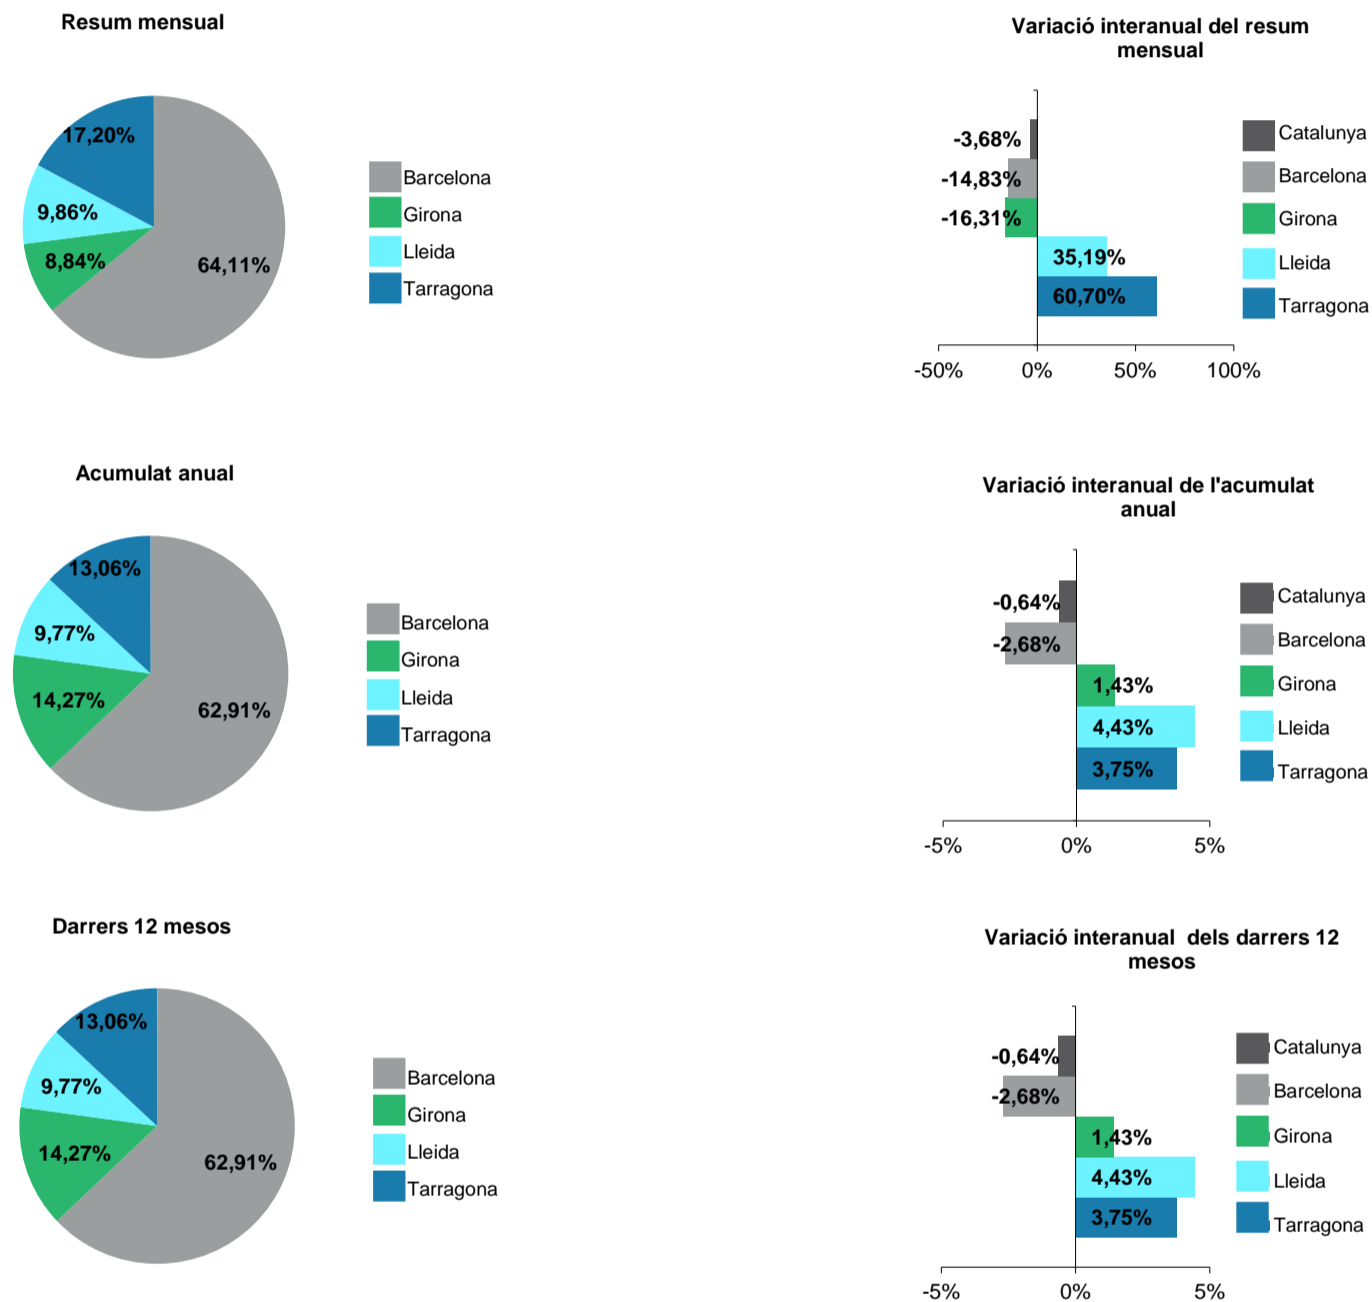 Resum mensual
17,20%
9,86%
8,84%
64,11%
Barcelona
Girona
Lleida
Tarragona
Variació interanual del resum
mensual
-3,68%
-14,83%
-16,31%
35,19%
60,70%
-50%
0%
50%
100%
Catalunya
Barcelona
Girona
Lleida
Tarragona
Acumulat anual
13,06%
9,77%
14,27%
62,91%
Barcelona
Girona
Lleida
Tarragona
Variació interanual de l'acumulat
anual
-0,64%
-2,68%
1,43%
4,43%
3,75%
-5%
0%
5%
Catalunya
Barcelona
Girona
Lleida
Tarragona
Darrers 12 mesos
13,06%
9,77%
14,27%
62,91%
Barcelona
Girona
Lleida
Tarragona
Variació interanual  dels darrers 12
mesos
-0,64%
-2,68%
1,43%
4,43%
3,75%
-5%
0%
5%
Catalunya
Barcelona
Girona
Lleida
Tarragona